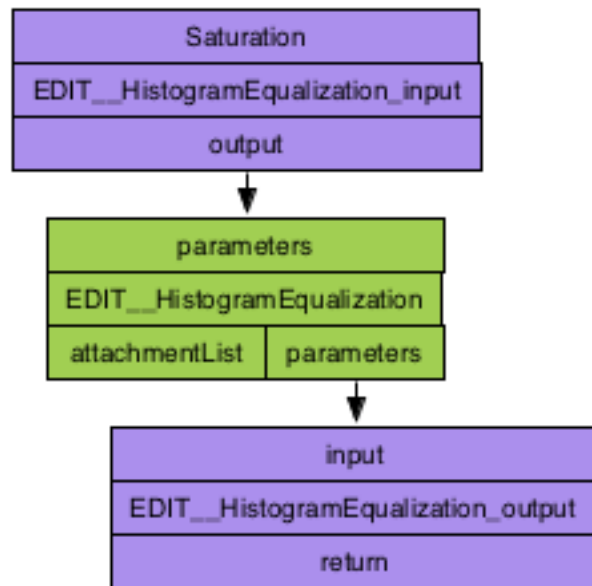 Saturation
EDIT__HistogramEqualization_input
output
parameters
EDIT__HistogramEqualization
attachmentList parameters
input
EDIT__HistogramEqualization_output
return